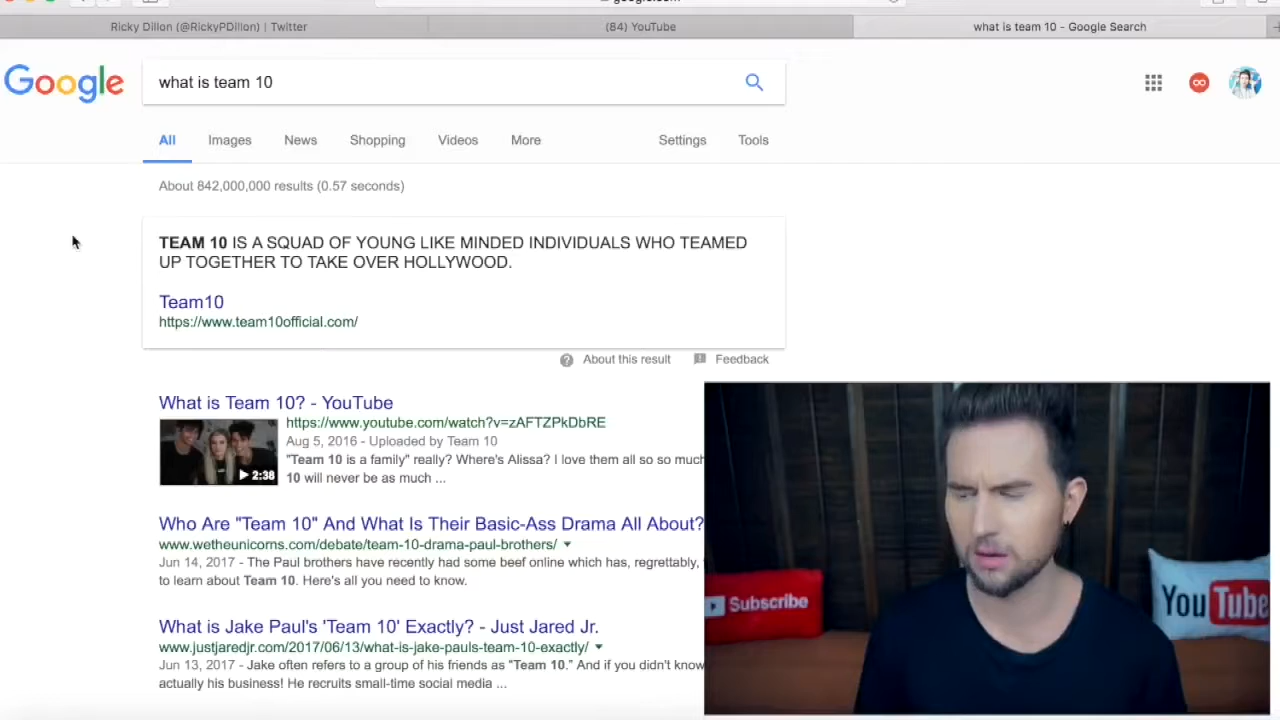 google.com
Ricky Dillon (@RickyPDillon) | Twitter
(84) YouTube
what is team 10 - Google Search
Google
what is team 10
All
Images
News
Shopping
Videos
More
Settings
Tools
About 842,000,000 results (0.57 seconds)
TEAM 10 IS A SQUAD OF YOUNG LIKE MINDED INDIVIDUALS WHO TEAMED
UP TOGETHER TO TAKE OVER HOLLYWOOD.
Team10
https://www.team10official.com/
About this result
Feedback
What is Team 10? - YouTube
https://www.youtube.com/watch?v=zAFTZPkDbRE
Aug 5, 2016 - Uploaded by Team 10
"Team 10 is a family" really? Where's Alissa? I love them all so so much
10 will never be as much ...
2:38
Who Are "Team 10" And What Is Their Basic-Ass Drama All About?
www.wetheunicorns.com/debate/team-10-drama-paul-brothers/
Jun 14, 2017 - The Paul brothers have recently had some beef online which has, regrettably,
to learn about Team 10. Here's all you need to know.
What is Jake Paul's 'Team 10' Exactly? - Just Jared Jr.
www.justjaredjr.com/2017/06/13/what-is-jake-pauls-team-10-exactly/
Jun 13, 2017 - Jake often refers to a group of his friends as "Team 10." And if you didn't know
actually his business! He recruits small-time social media ...
Subscribe
YouTube